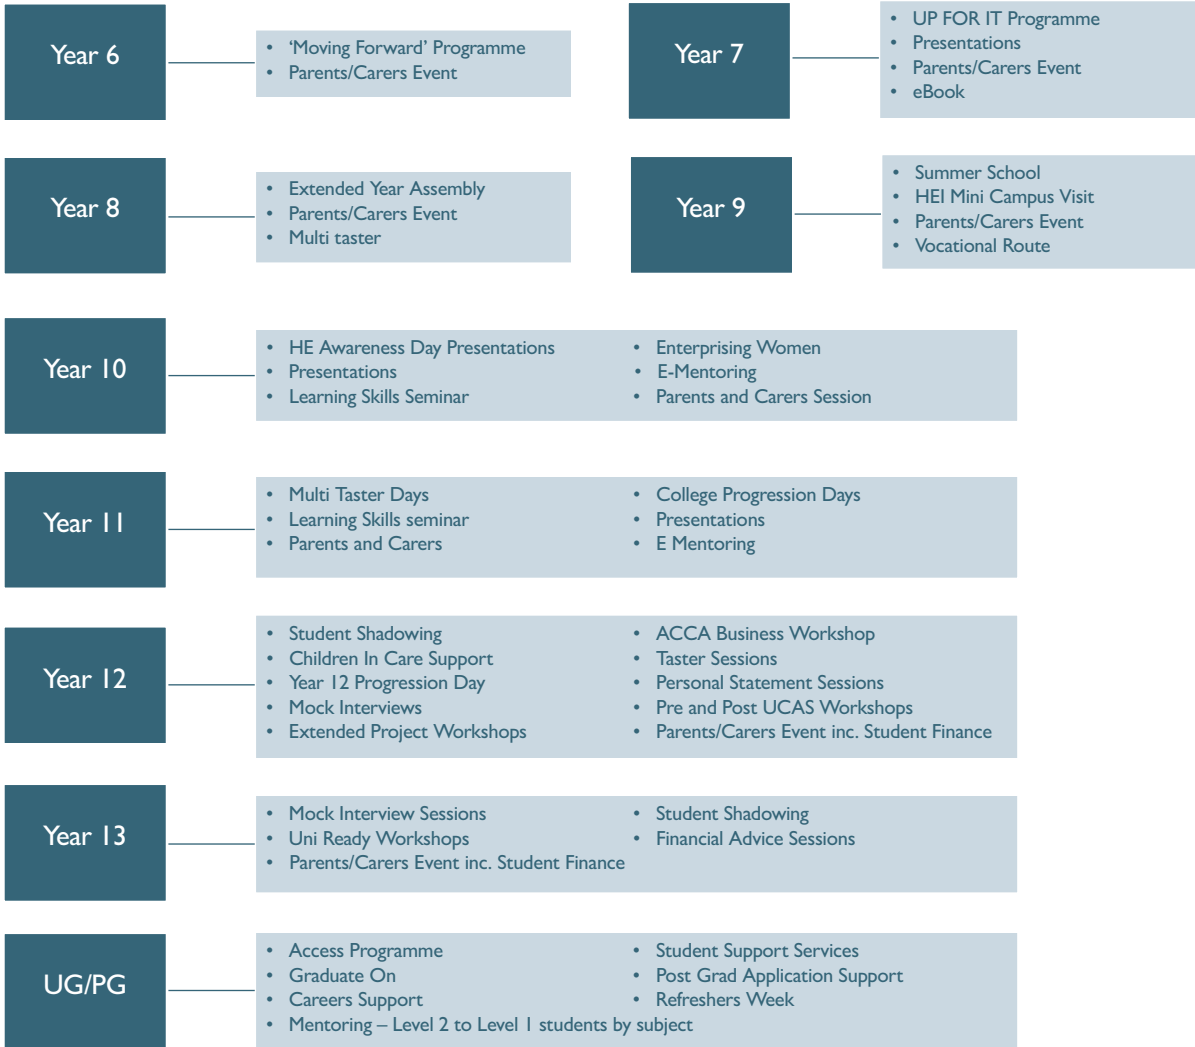 Year 6
• ‘Moving Forward’ Programme
• Parents/Carers Event
Year 7
• UP FOR IT Programme
• Presentations
• Parents/Carers Event
• eBook
Year 8
• Extended Year Assembly
• Parents/Carers Event
• Multi taster
Year 9
• Summer School
• HEI Mini Campus Visit
• Parents/Carers Event
• Vocational Route
Year 10
• HE Awareness Day Presentations
• Presentations
• Learning Skills Seminar
• Enterprising Women
• E-Mentoring
• Parents and Carers Session
Year 11
• Multi Taster Days
• Learning Skills seminar
• Parents and Carers
• College Progression Days
• Presentations
• E Mentoring
Year 12
• Student Shadowing
• Children In Care Support
• Year 12 Progression Day
• Mock Interviews
• Extended Project Workshops
• ACCA Business Workshop
• Taster Sessions
• Personal Statement Sessions
• Pre and Post UCAS Workshops
• Parents/Carers Event inc. Student Finance
Year 13
• Mock Interview Sessions
• Uni Ready Workshops
• Parents/Carers Event inc. Student Finance
• Student Shadowing
• Financial Advice Sessions
UG/PG
• Access Programme
• Graduate On
• Careers Support
• Mentoring – Level 2 to Level 1 students by subject
• Student Support Services
• Post Grad Application Support
• Refreshers Week